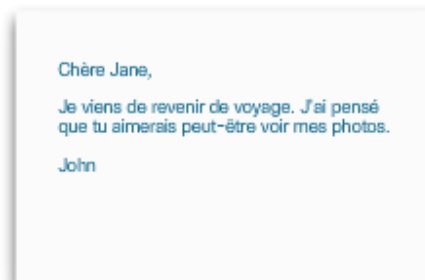 Chère Jane,
Je viens de revenir de voyage. J'ai pensé
que tu aimerais peut-être voir mes photos.
John